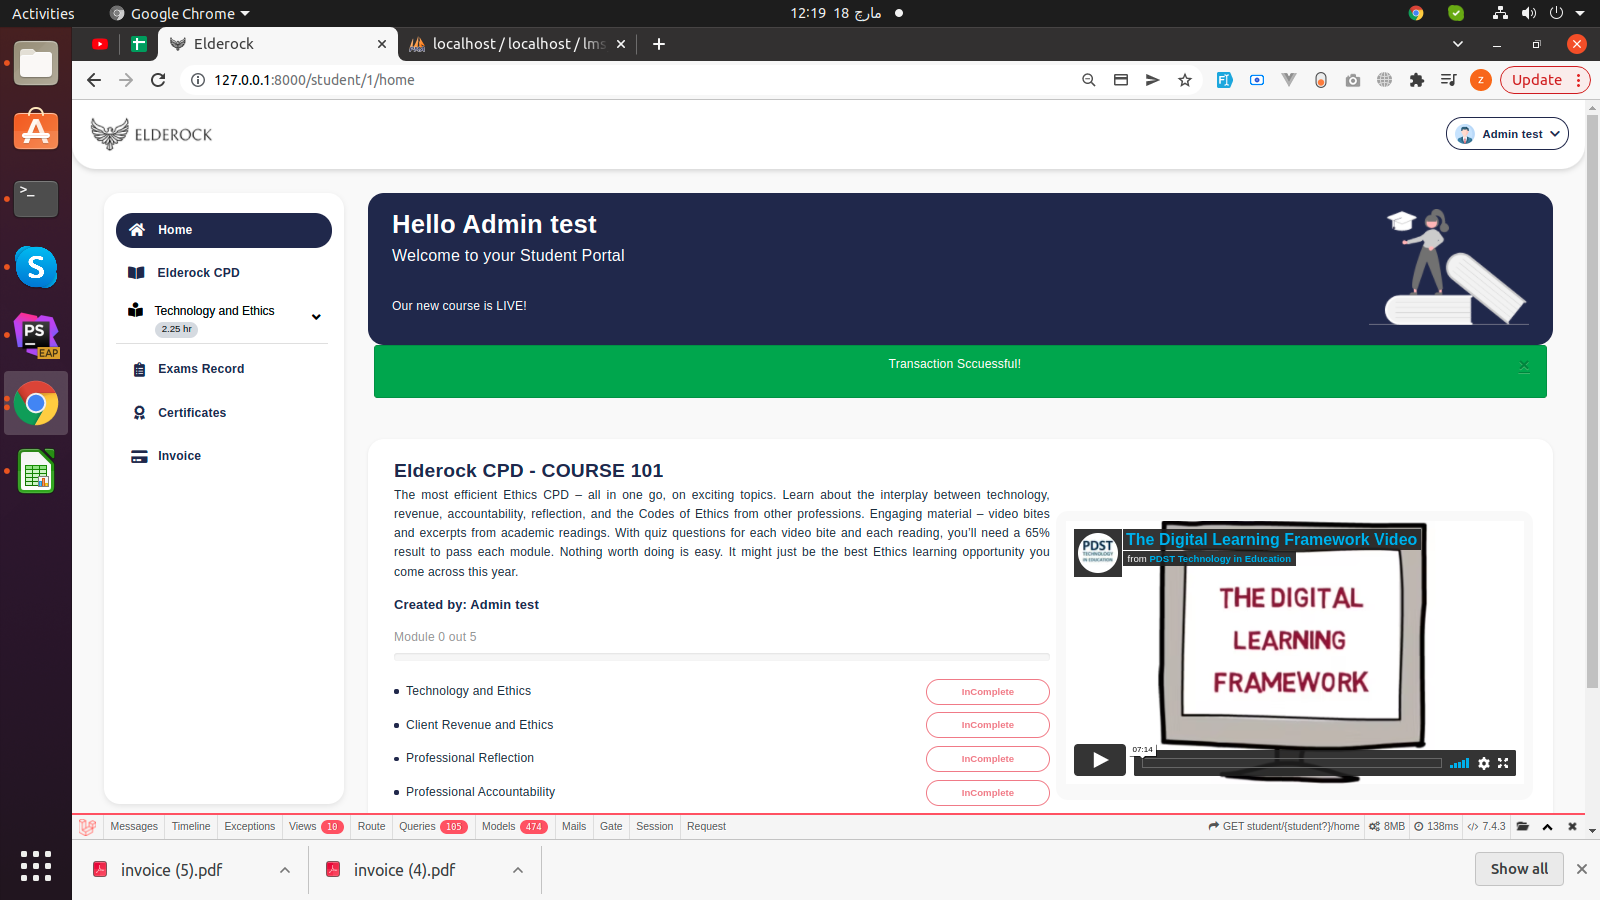 Activities
Google Chrome
12:19 18 مارچ
Elderock
localhost / localhost / lms
127.0.0.1:8000/student/1/home
z
Update
ELDEROCK
Admin test
Home
Elderock CPD
Technology and Ethics
2.25 hr
Exams Record
Certificates
Invoice
Hello Admin test
Welcome to your Student Portal
Our new course is LIVE!
Transaction Sccuessful!
×
Elderock CPD - COURSE 101
The most efficient Ethics CPD – all in one go, on exciting topics. Learn about the interplay between technology,
revenue, accountability, reflection, and the Codes of Ethics from other professions. Engaging material – video bites
and excerpts from academic readings. With quiz questions for each video bite and each reading, you’ll need a 65%
result to pass each module. Nothing worth doing is easy. It might just be the best Ethics learning opportunity you
come across this year.
Created by: Admin test
Module 0 out 5
Technology and Ethics
InComplete
Client Revenue and Ethics
InComplete
Professional Reflection
InComplete
Professional Accountability
InComplete
PDST
TECHNOLOGY
IN EDUCATION
The Digital Learning Framework Video
from PDST Technology in Education
THE DIGITAL
LEARNING
FRAMEWORK
07:14
Messages Timeline Exceptions Views 10 Route Queries 105 Models 474 Mails Gate Session Request
GET student/{student?}/home 8MB 138ms 7.4.3
invoice (5).pdf
invoice (4).pdf
Show all
S
PS
EAP